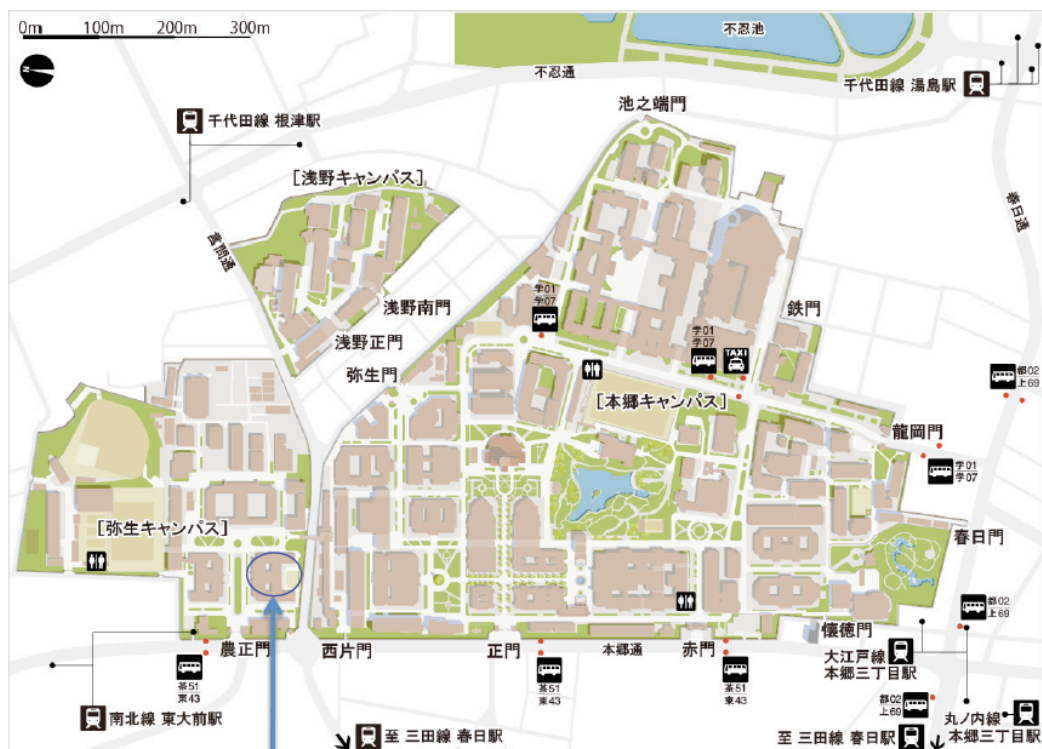 0m 100m 200m 300m
N
不忍池
不忍通
千代田線 湯島駅
池之端門
千代田線 根津駅
[浅野キャンパス]
春日通
言問通
浅野南門
浅野正門
学01
学07
鉄門
学01
学07
TAXI
弥生門
[本郷キャンパス]
都02
上69
龍岡門
学01
学07
[弥生キャンパス]
春日門
都02
上69
農正門
西片門
正門
本郷通
赤門
懐徳門
大江戸線
本郷三丁目駅
茶51
東43
茶51
東43
茶51
東43
都02
上69
南北線 東大前駅
至 三田線 春日駅
至 三田線 春日駅
丸ノ内線
本郷三丁目駅